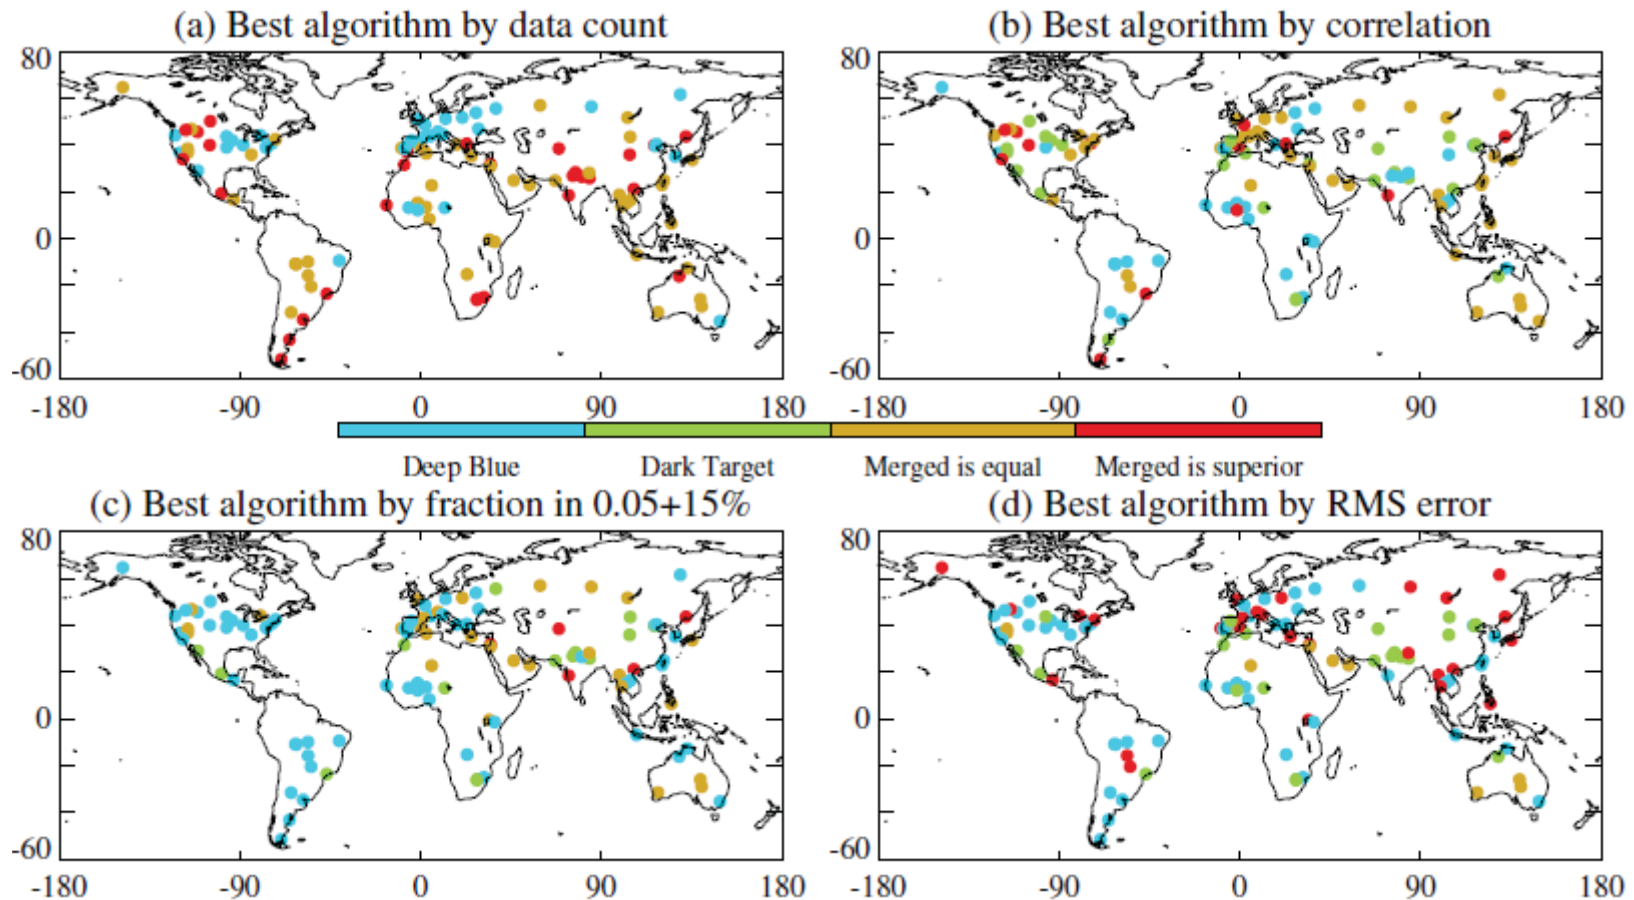 (a) Best algorithm by data count
(b) Best algorithm by correlation
80
0
-60
-180 -90 0 90 180
80
0
-60
-180 -90 0 90 180
Deep Blue Dark Target Merged is equal Merged is superior
(c) Best algorithm by fraction in 0.05+15%
(d) Best algorithm by RMS error
80
0
-60
-180 -90 0 90 180
80
0
-60
-180 -90 0 90 180